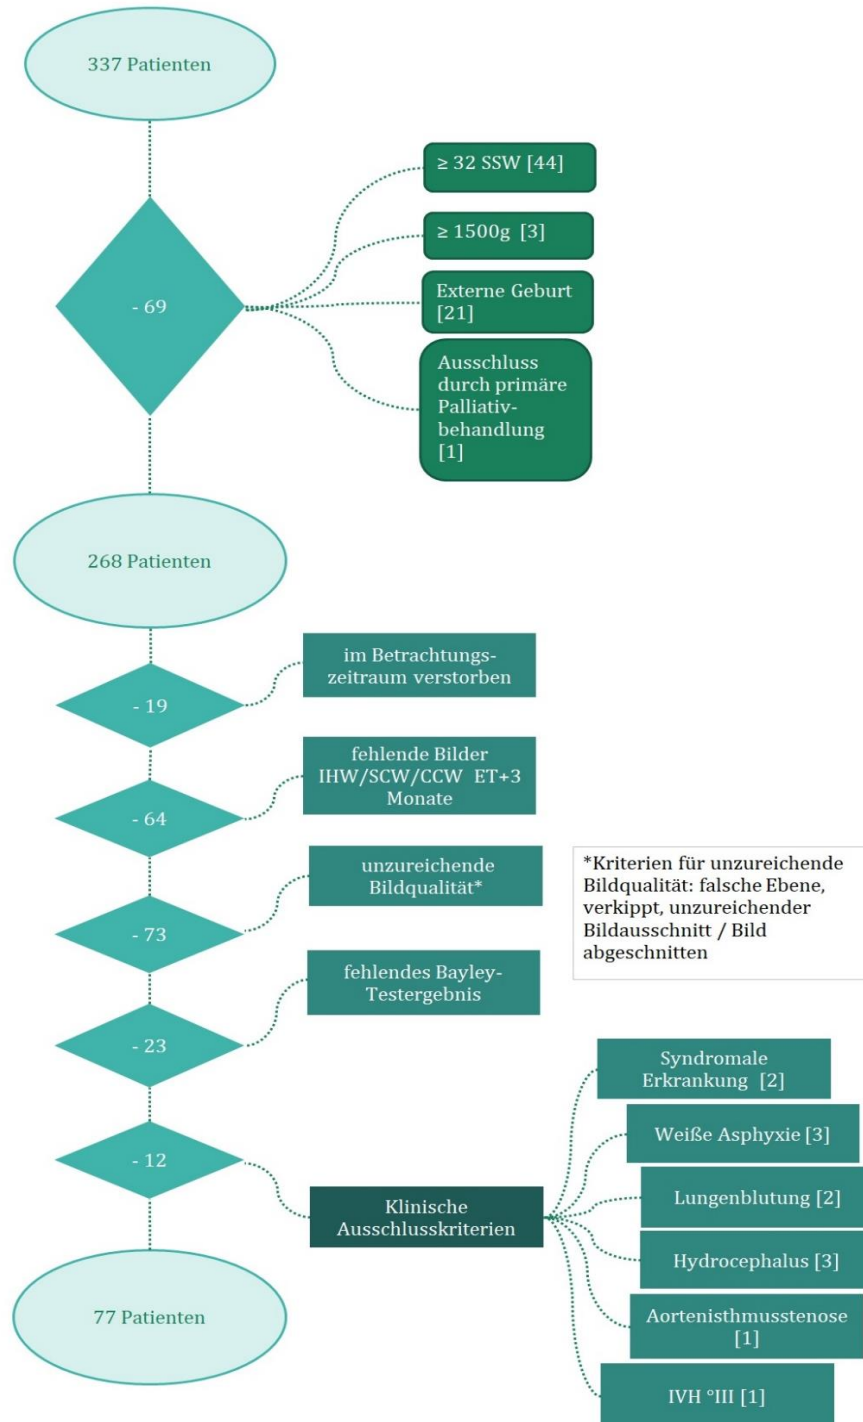 337 Patienten
- 69
≥ 32 SSW [44]
≥ 1500g [3]
Externe Geburt
[21]
Ausschluss
durch primäre
Palliativ-
behandlung
[1]
268 Patienten
- 19
im Betrachtungs-
zeitraum verstorben
- 64
fehlende Bilder
IHW/SCW/CCW ET+3
Monate
- 73
unzureichende
Bildqualität*
*Kriterien für unzureichende
Bildqualität: falsche Ebene,
verkippt, unzureichender
Bildausschnitt / Bild
abgeschnitten
- 23
fehlendes Bayley-
Testergebnis
- 12
Klinische
Ausschlusskriterien
Syndromale
Erkrankung [2]
Weiße Asphyxie [3]
Lungenblutung [2]
Hydrocephalus [3]
Aortenisthmusstenose
[1]
IVH °III [1]
77 Patienten